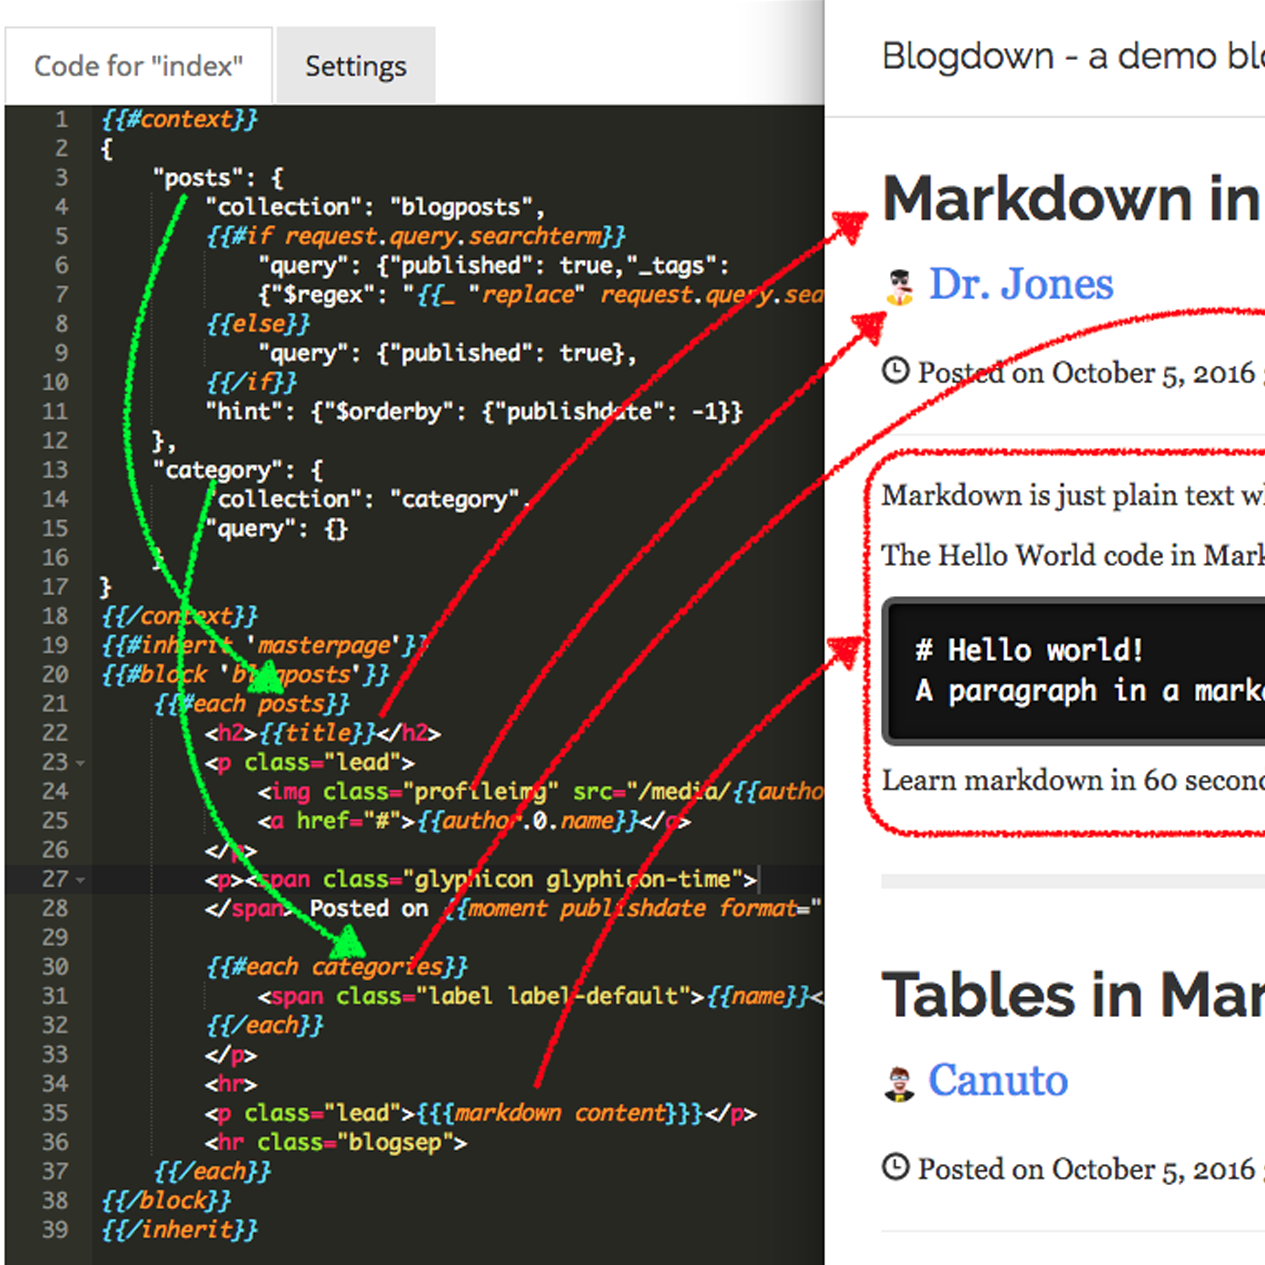 Code for "index"
Settings
1 {{#context}}
2 {
3 "posts": {
4 "collection": "blogposts",
5 {{#if request.query.searchterm}}
6 "query": {"published": true,"_tags":
7 {"$regex": "{{_ "replace" request.query.sea
8 {{else}}
9 "query": {"published": true},
10 {{/if}}
11 "hint": {"$orderby": {"publishdate": -1}}
12 },
13 "category": {
14 "collection": "category",
15 "query": {}
16 }
17 }
18 {{/context}}
19 {{#inherit 'masterpage'}}
20 {{#block 'blogposts'}}
21 {{#each posts}}
22 <h2>{{title}}</h2>
23 <p class="lead">
24 <img class="profileimg" src="/media/{{autho
25 <a href="#">{{author.0.name}}</a>
26 </p>
27 <p><span class="glyphicon glyphicon-time">
28 </span> Posted on {{moment publishdate format="
29
30 {{#each categories}}
31 <span class="label label-default">{{name}}<
32 {{/each}}
33 </p>
34 <hr>
35 <p class="lead">{{{markdown content}}}</p>
36 <hr class="blogsep">
37 {{/each}}
38 {{/block}}
39 {{/inherit}}
Blogdown - a demo blo
Markdown in
Dr. Jones
Posted on October 5, 2016
Markdown is just plain text wh
The Hello World code in Mark
# Hello world!
A paragraph in a marko
Learn markdown in 60 second
Tables in Mar
Canuto
Posted on October 5, 2016